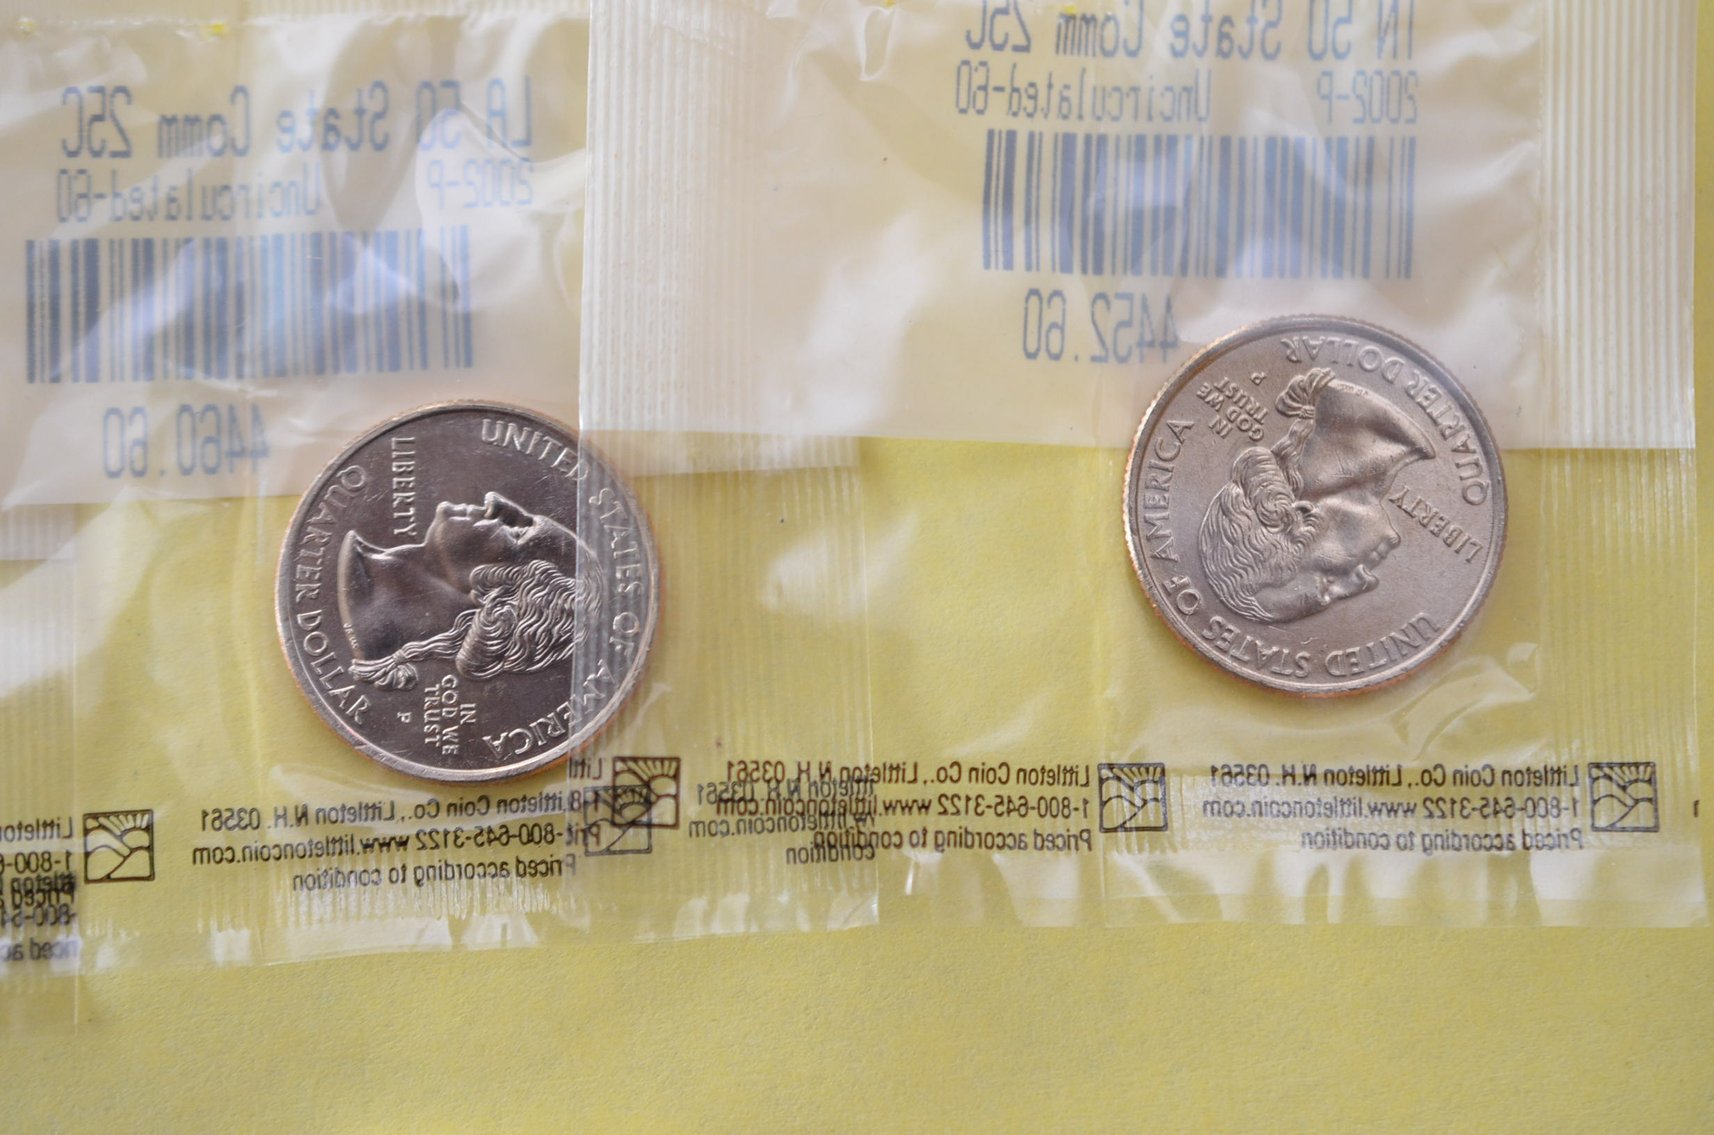 LA 50 State Comm 25C
2002-P Uncirculated-60
4460.60
IN 50 State Comm 25C
2002-P Uncirculated-60
4452.60
UNITED STATES OF AMERICA
LIBERTY
IN
GOD WE
TRUST
P
QUARTER DOLLAR
UNITED STATES OF AMERICA
LIBERTY
IN
GOD WE
TRUST
P
QUARTER DOLLAR
Littleton
1-800-6
Littleton Coin Co., Littleton N.H. 03561
1-800-645-3122 www.littletoncoin.com
Priced according to condition
Littleton Coin Co., Littleton N.H. 03561
1-800-645-3122 www.littletoncoin.com
Priced according to condition
Littleton Coin Co., Littleton N.H. 03561
1-800-645-3122 www.littletoncoin.com
Priced according to condition